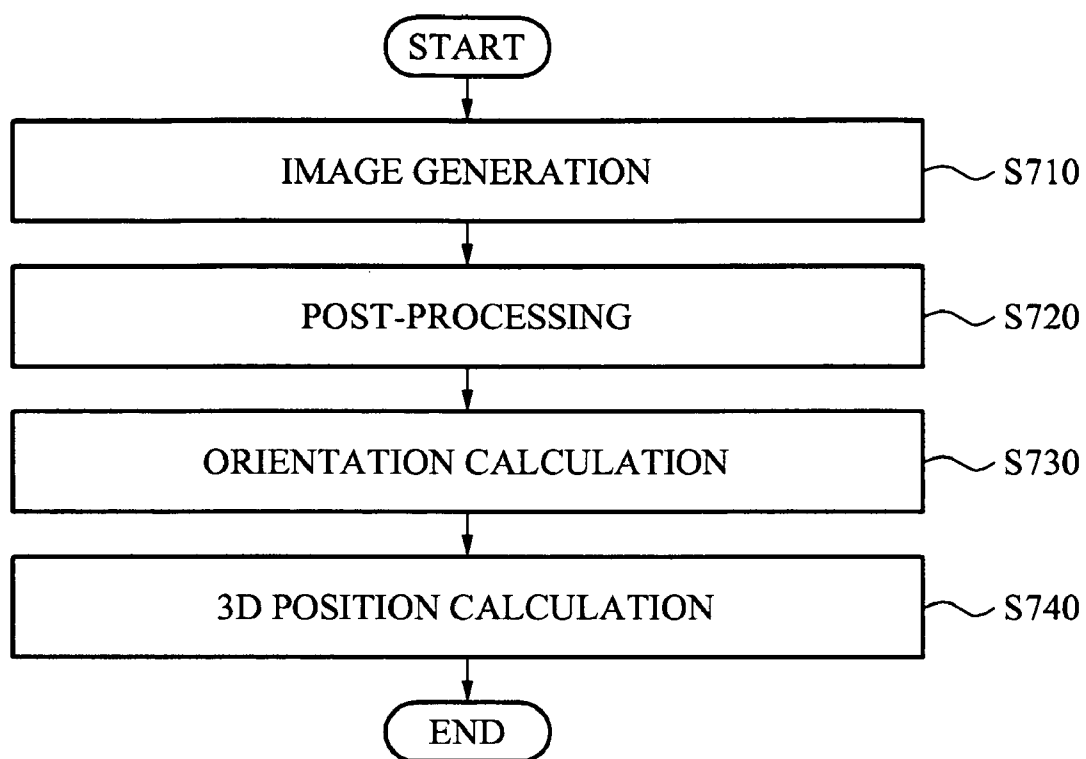 START
IMAGE GENERATION
S710
POST-PROCESSING
S720
ORIENTATION CALCULATION
S730
3D POSITION CALCULATION
S740
END